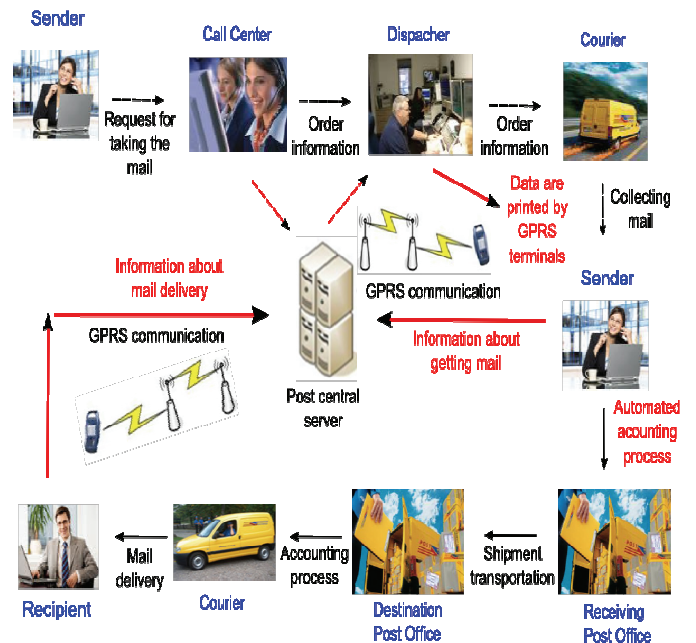 Sender
Call Center
Dispacher
Courier
Request for
taking the
mail
Order
information
Order
information
Data are
printed by
GPRS
terminals
Collecting
mail
Information about
mail delivery
GPRS communication
GPRS communication
Sender
Information about
getting mail
Post central
server
Automated
acounting
process
Mail
delivery
Accounting
process
Shipment
transportation
Recipient
Courier
Destination
Post Office
Receiving
Post Office